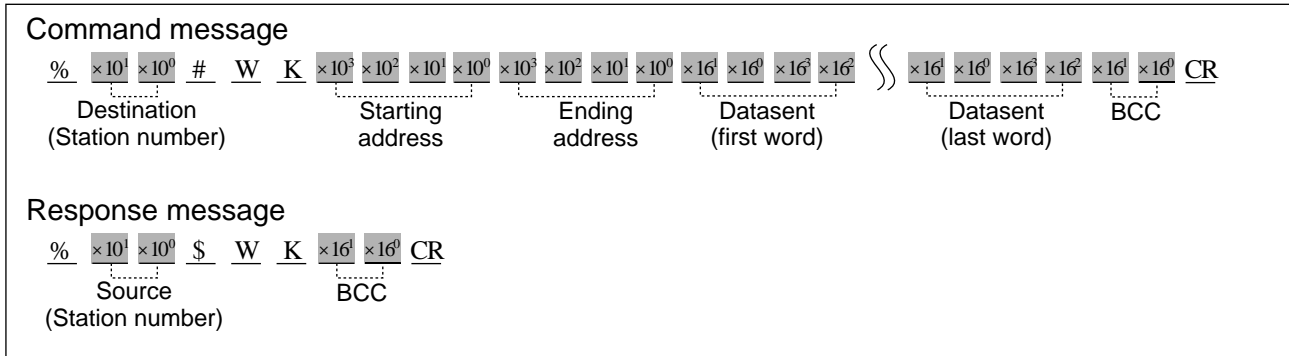 Command message
% ×10¹ ×10⁰ # W K ×10³ ×10² ×10¹ ×10⁰ ×10³ ×10² ×10¹ ×10⁰ ×16¹ ×16⁰ ×16³ ×16² ×16¹ ×16⁰ ×16³ ×16² ×16¹ ×16⁰ CR
Destination Starting Ending Datasent Datasent BCC
(Station number) address address (first word) (last word)
Response message
% ×10¹ ×10⁰ $ W K ×16¹ ×16⁰ CR
Source BCC
(Station number)